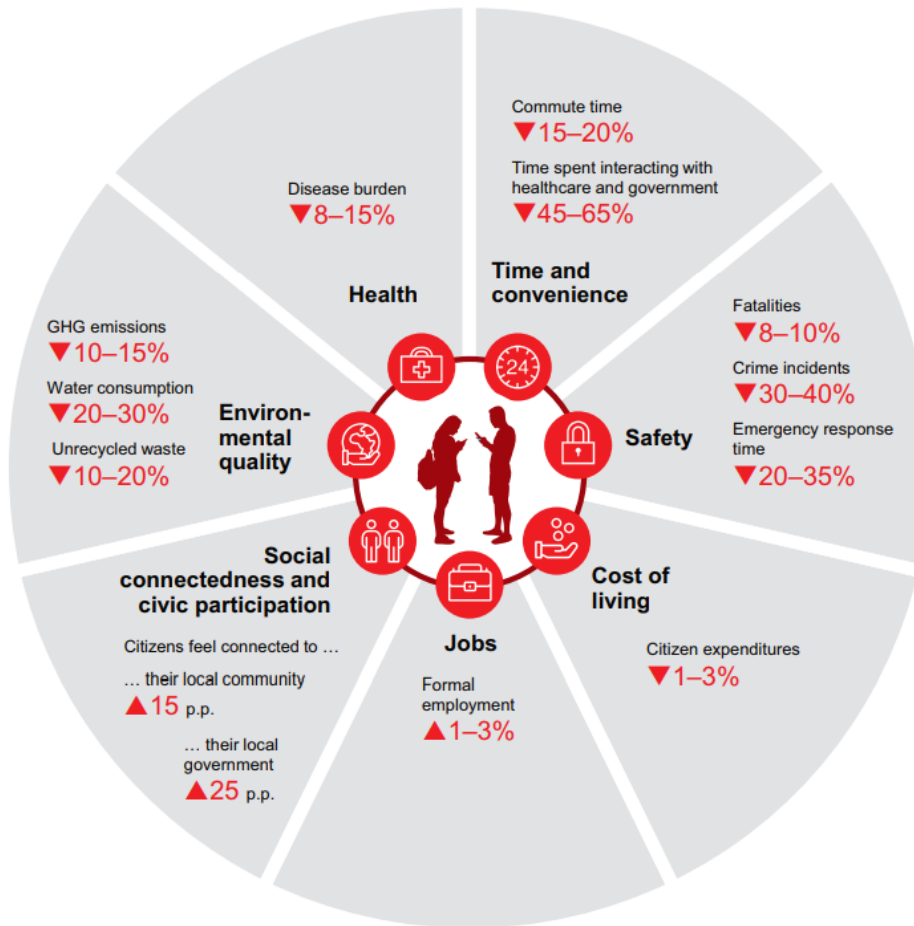 Commute time
▼15–20%
Time spent interacting with
healthcare and government
▼45–65%
Time and
convenience
24
Fatalities
▼8–10%
Crime incidents
▼30–40%
Emergency response
time
▼20–35%
Safety
Cost of
living
Citizen expenditures
▼1–3%
Jobs
Formal
employment
▲1–3%
Social
connectedness and
civic participation
Citizens feel connected to …
… their local community
▲15 p.p.
… their local
government
▲25 p.p.
GHG emissions
▼10–15%
Water consumption
▼20–30%
Unrecycled waste
▼10–20%
Environ-
mental
quality
Disease burden
▼8–15%
Health